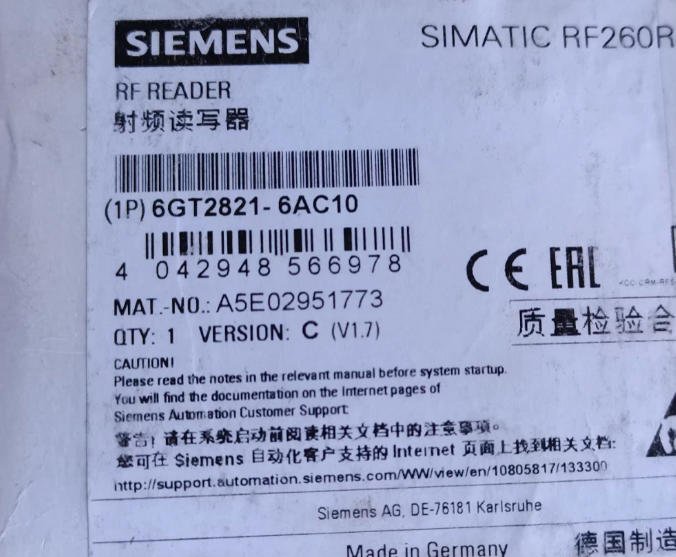 SIEMENS
SIMATIC RF260R
RF READER
射频读写器
(1P) 6GT2821- 6AC10
4 042948 566978
CE EAC
MAT.-NO.: A5E02951773
QTY: 1 VERSION: C (V1.7)
质量检验合
CAUTION!
Please read the notes in the relevant manual before system startup.
You will find the documentation on the Internet pages of
Siemens Automation Customer Support:
警告! 请在系统启动前阅读相关文档中的注意事项。
您可在 Siemens 自动化客户支持的 Internet 页面上找到相关文档:
http://support.automation.siemens.com/WW/view/en/10805817/133300
Siemens AG, DE-76181 Karlsruhe
Made in Germany
德国制造